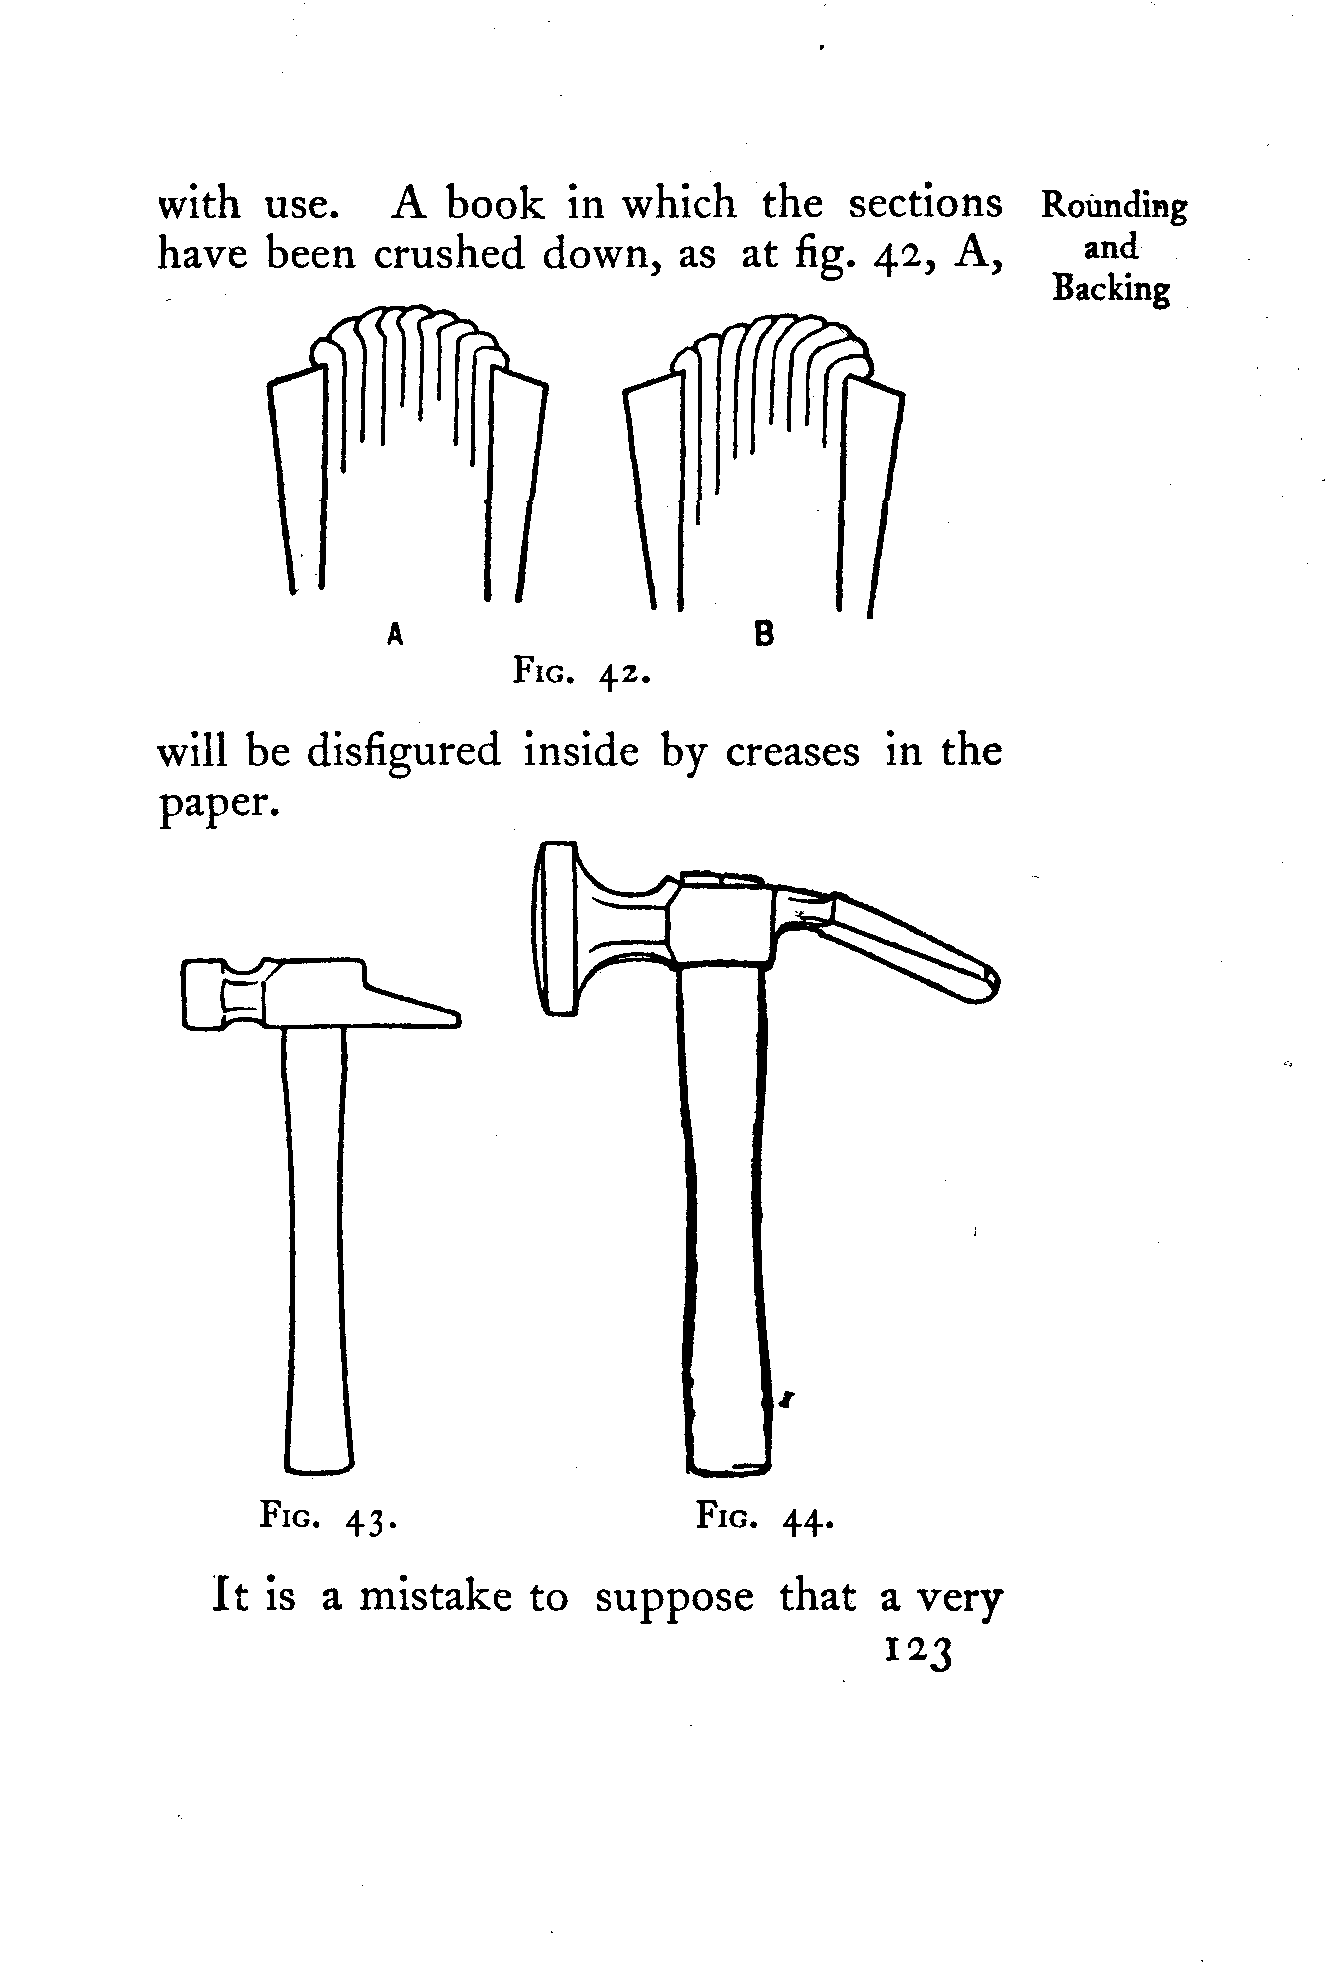 with use. A book in which the sections
have been crushed down, as at fig. 42, A,
Rounding
and
Backing
A
B
Fig. 42.
will be disfigured inside by creases in the
paper.
Fig. 43.
Fig. 44.
It is a mistake to suppose that a very
123